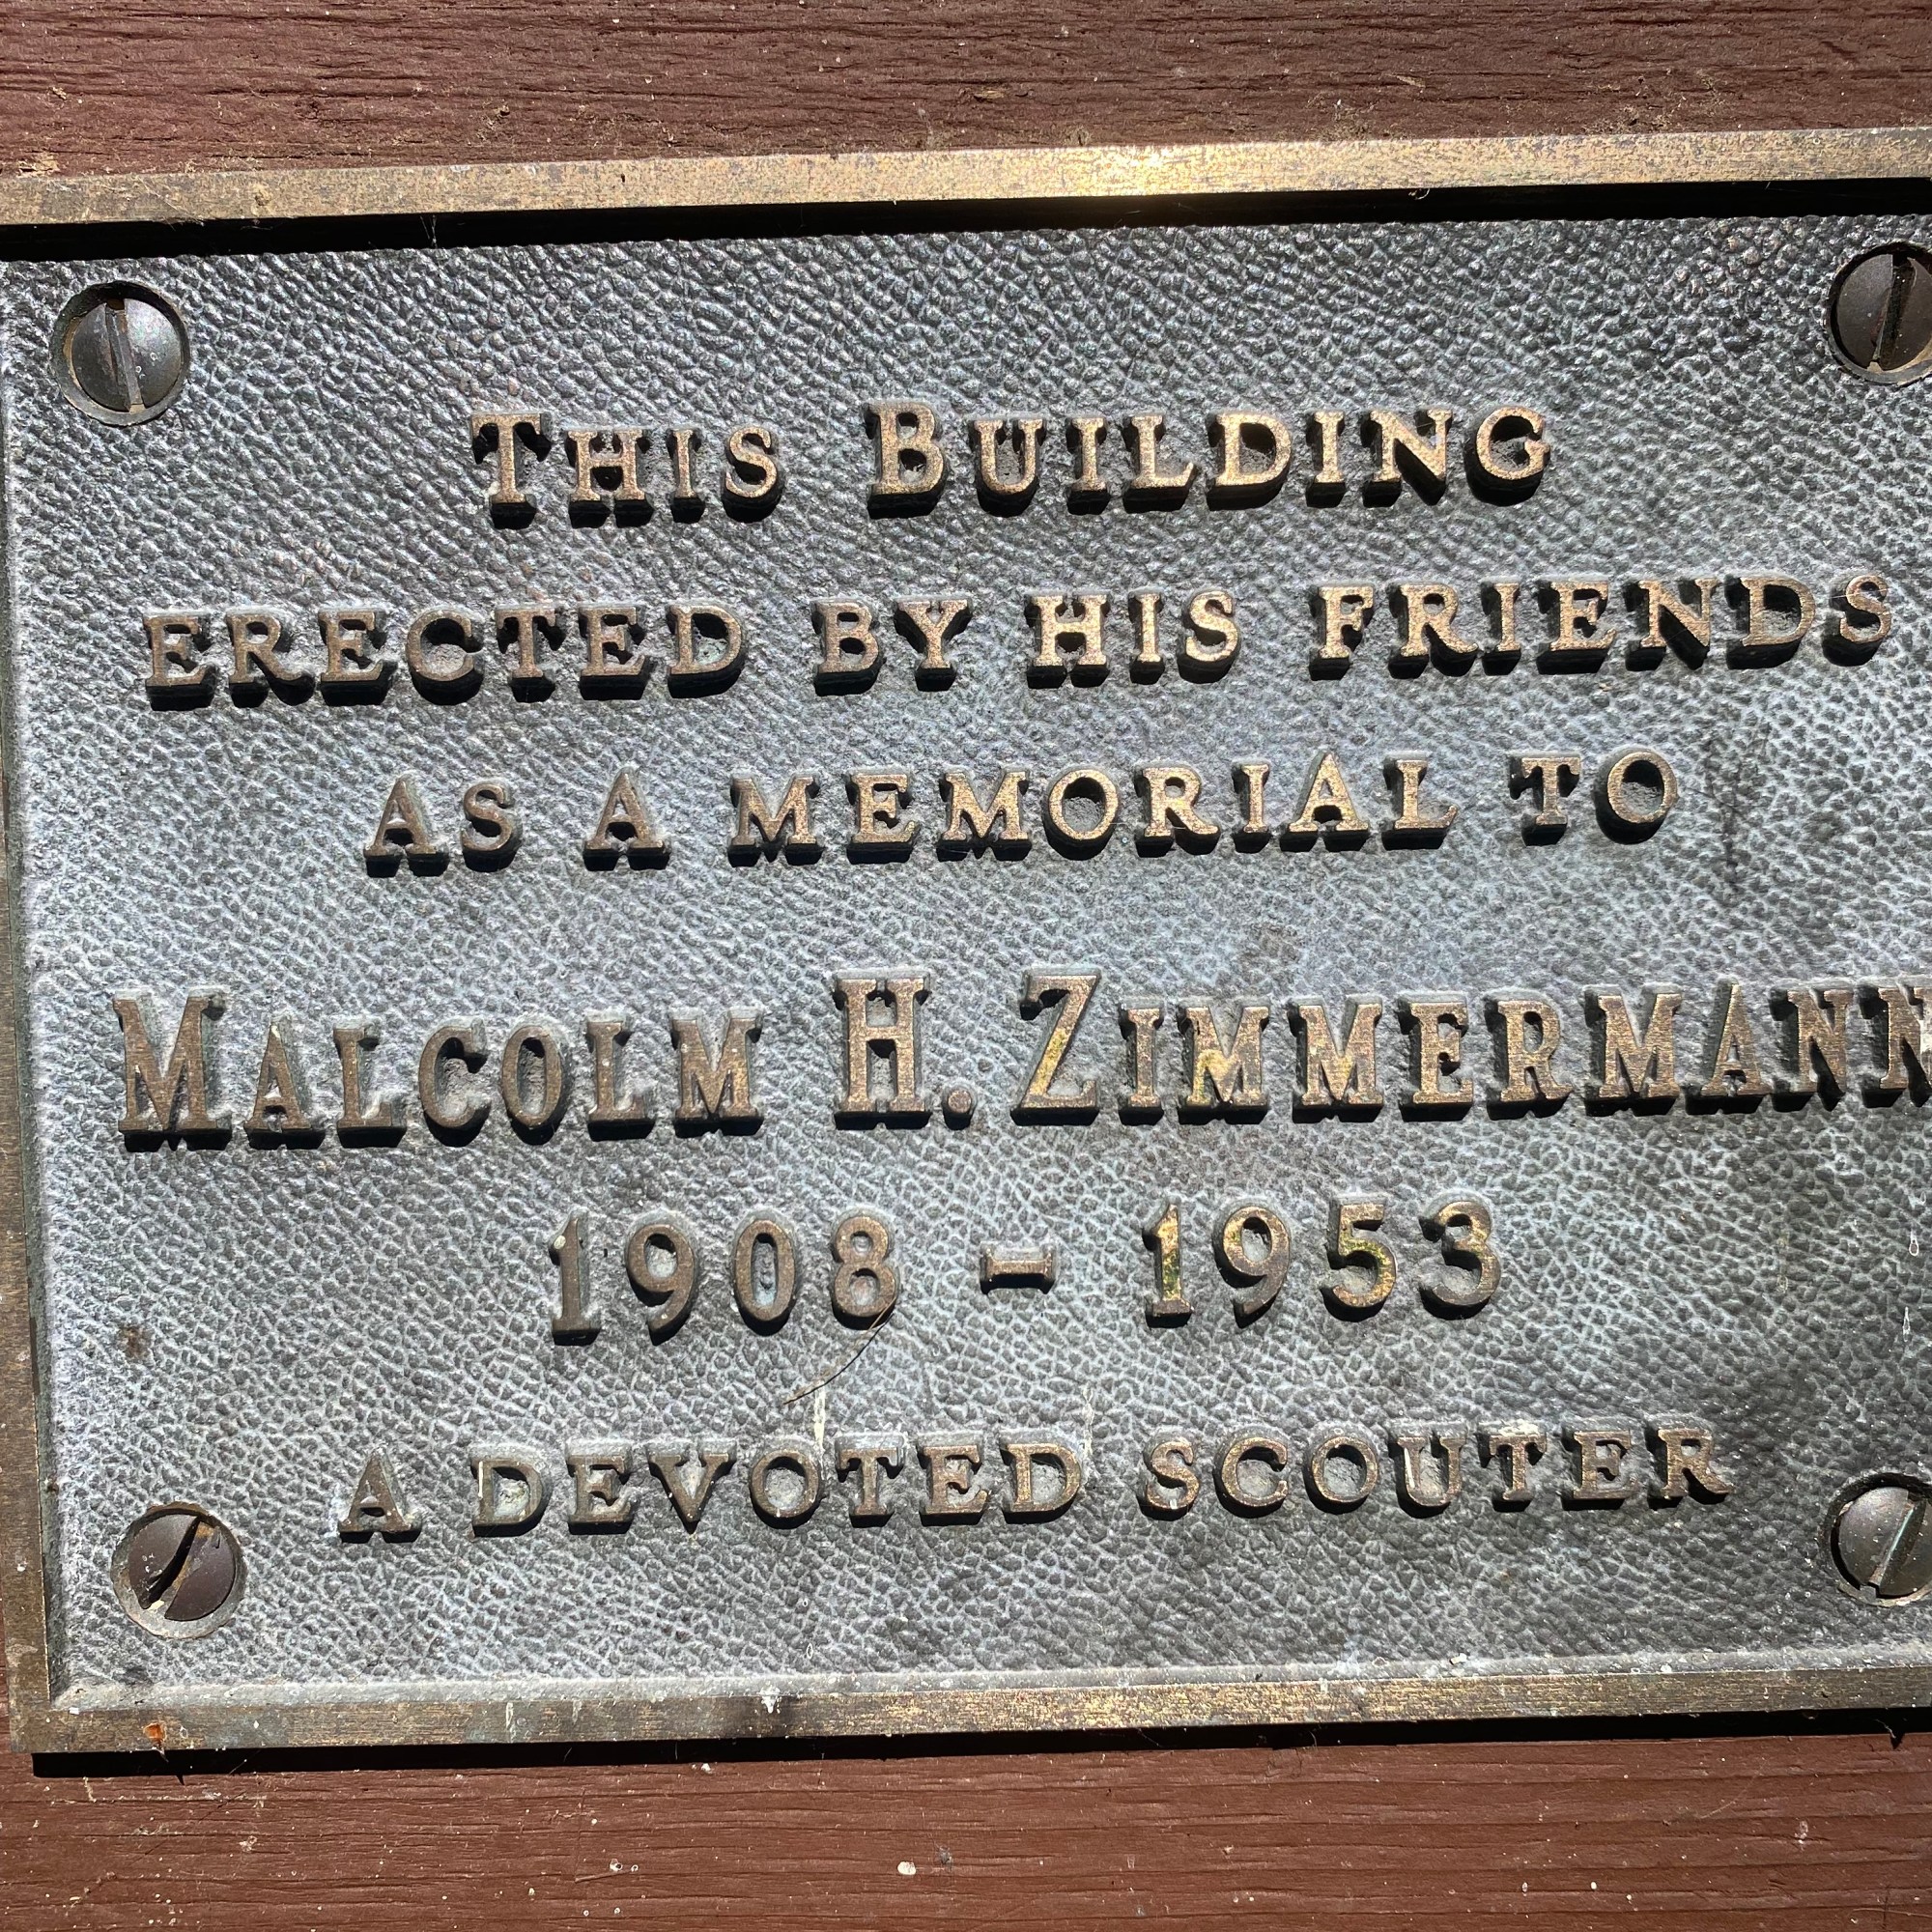 THIS BUILDING
ERECTED BY HIS FRIENDS
AS A MEMORIAL TO
MALCOLM H. ZIMMERMANN
1908 - 1953
A DEVOTED SCOUTER